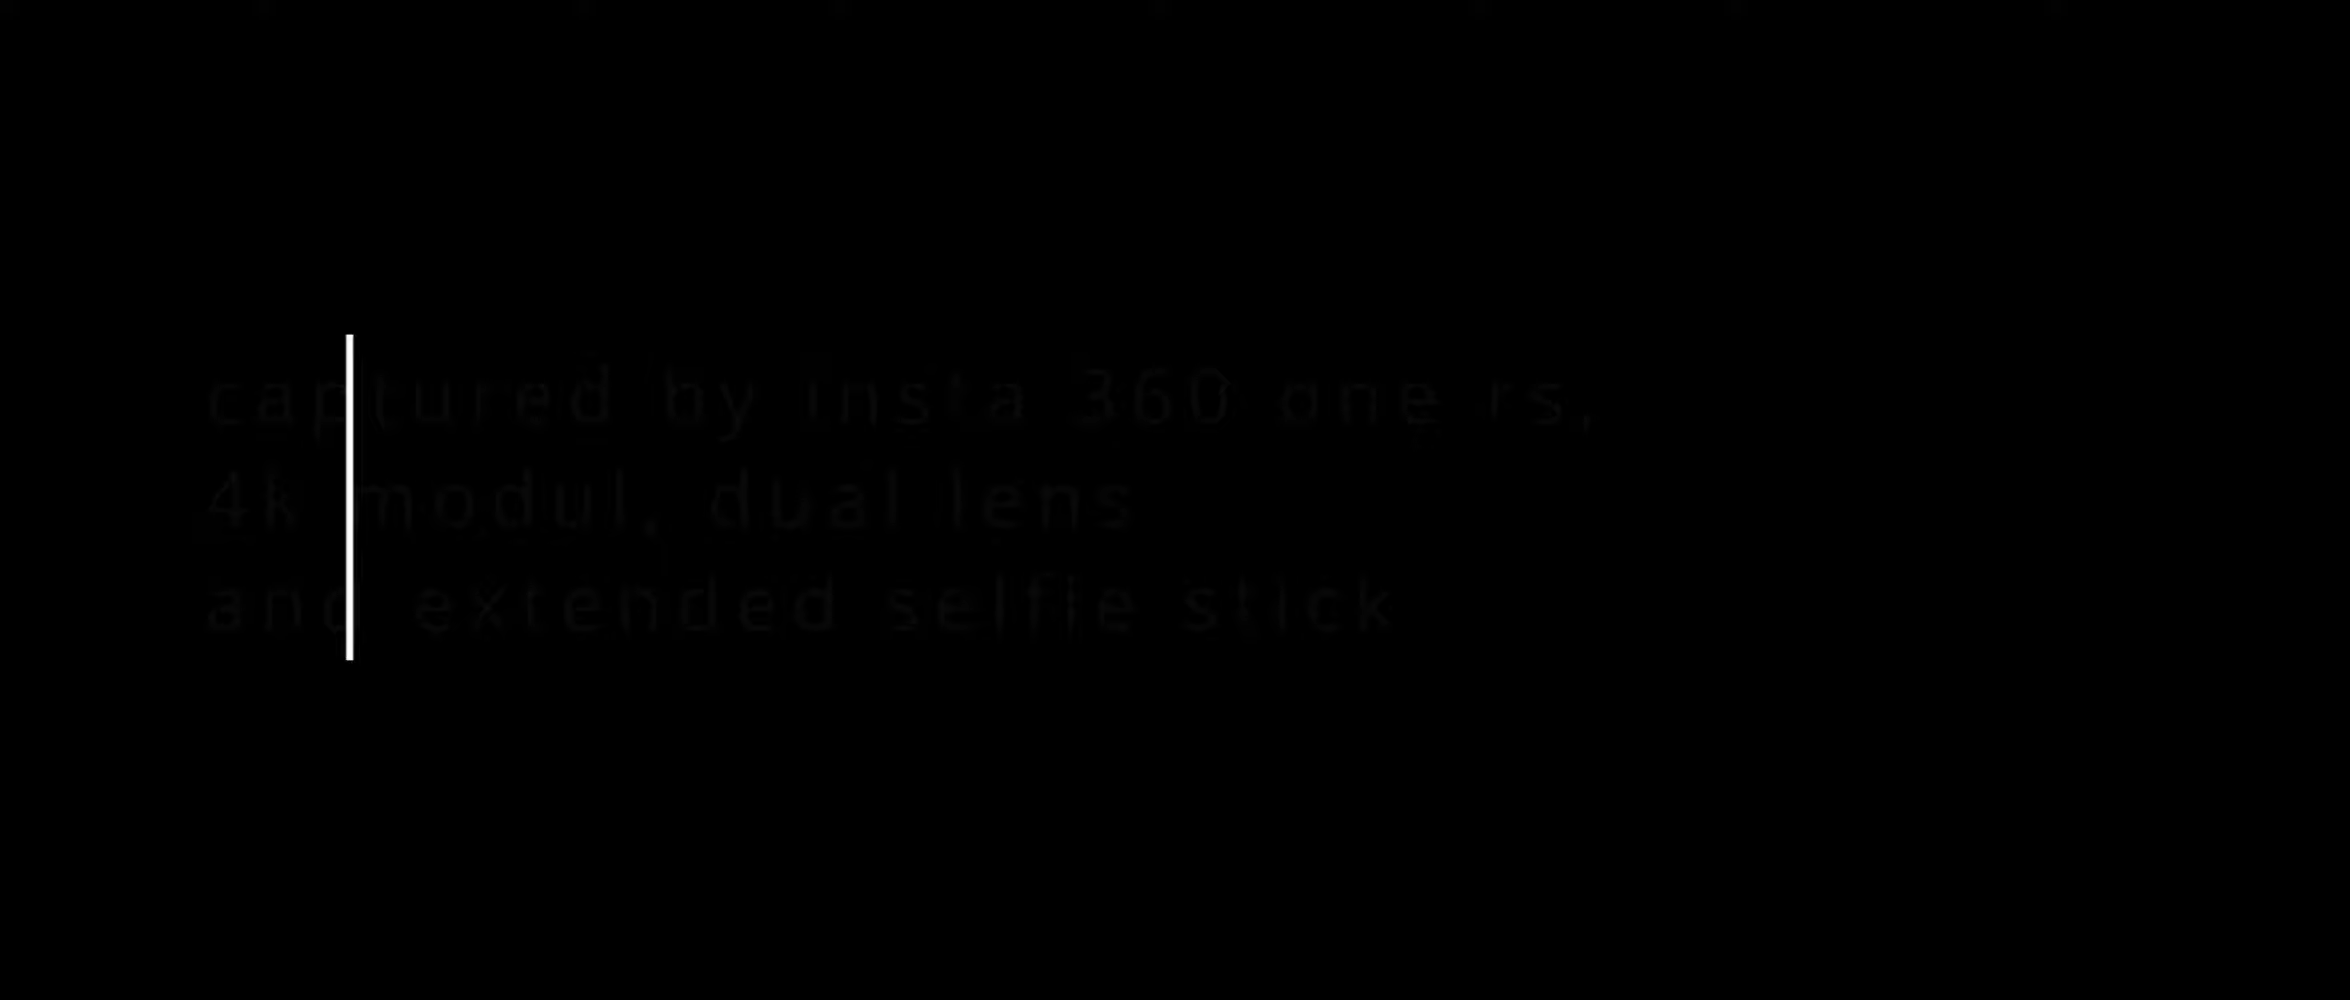 captured by insta 360 one rs,
4k modul, dual lens
and extended selfie stick